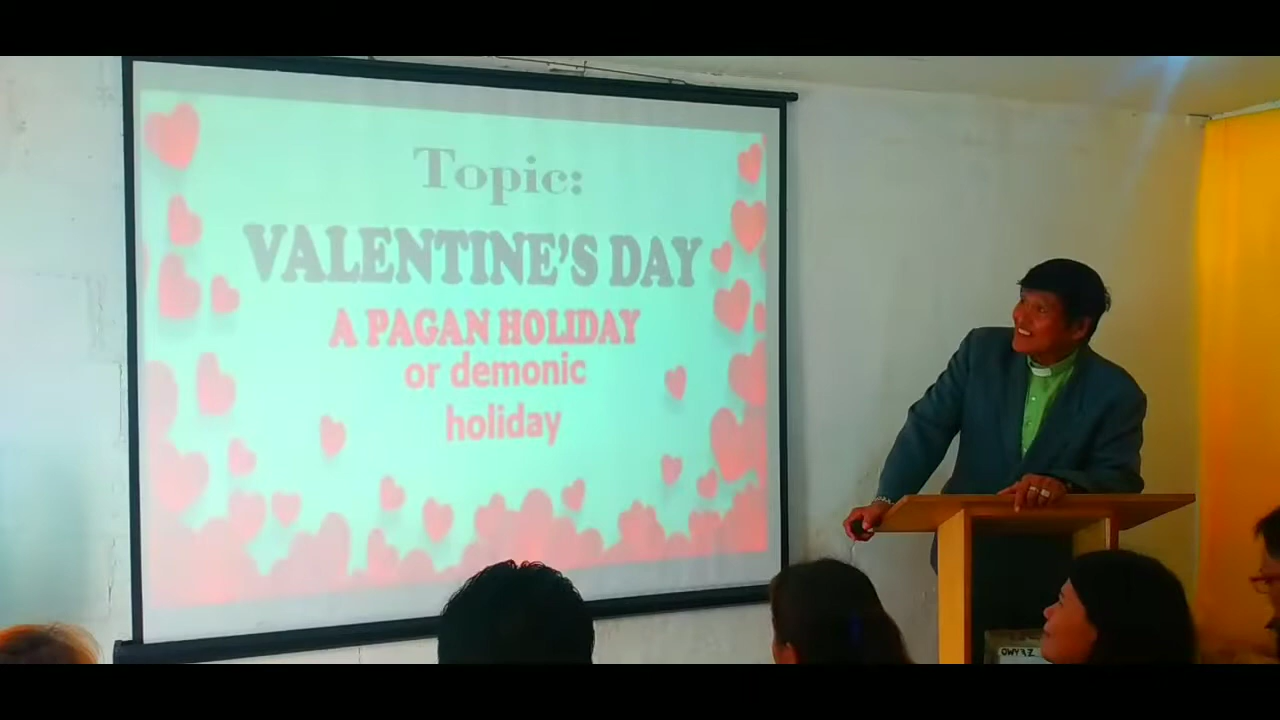 Topic:
VALENTINE'S DAY
A PAGAN HOLIDAY
or demonic
holiday